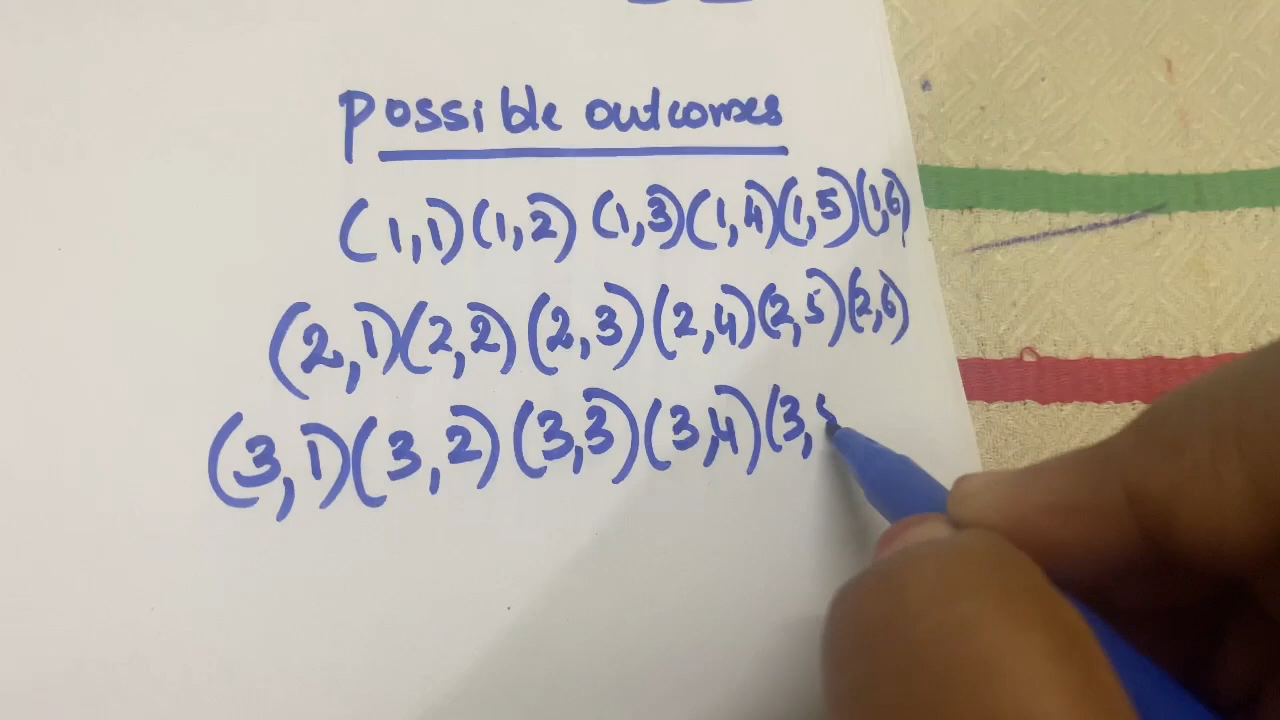 possible outcomes
(1,1) (1,2) (1,3) (1,4) (1,5) (1,6)
(2,1) (2,2) (2,3) (2,4) (2,5) (2,6)
(3,1) (3,2) (3,3) (3,4) (3,